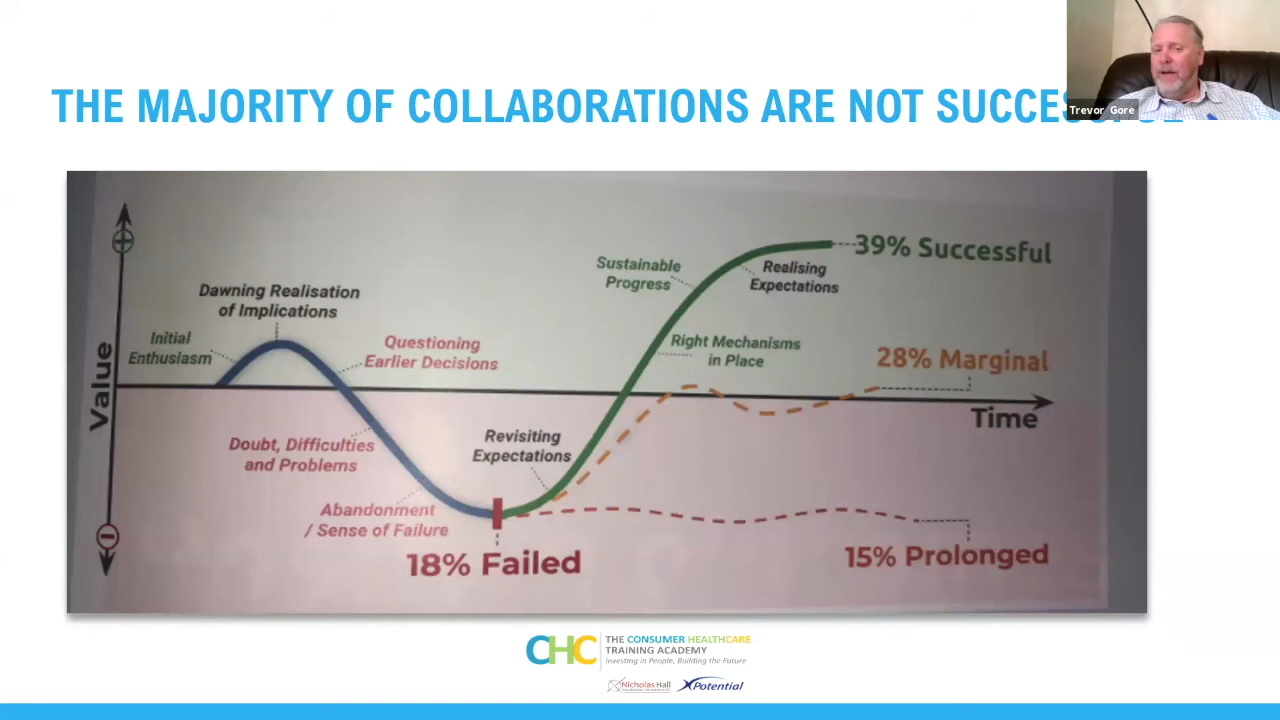 THE MAJORITY OF COLLABORATIONS ARE NOT
Trevor Gore
39% Successful
Sustainable
Progress
Realising
Expectations
Dawning Realisation
of Implications
Initial
Enthusiasm
Questioning
Earlier Decisions
Right Mechanisms
in Place
28% Marginal
Value
Time
Doubt, Difficulties
and Problems
Revisiting
Expectations
Abandonment
/ Sense of Failure
18% Failed
15% Prolonged
CHC
THE CONSUMER HEALTHCARE
TRAINING ACADEMY
Investing in People, Building the Future
Nicholas Hall
XPotential